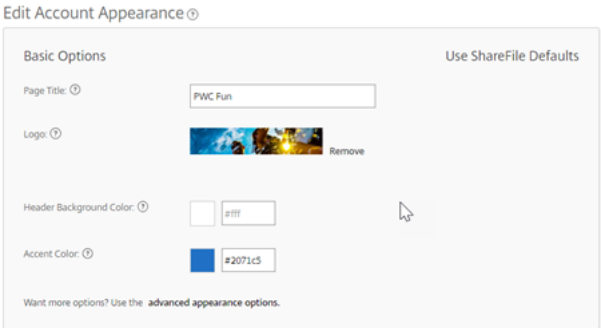 Edit Account Appearance ?
Basic Options
Use ShareFile Defaults
Page Title: ?
PWC Fun
Logo: ?
Remove
Header Background Color: ?
#fff
Accent Color: ?
#2071c5
Want more options? Use the advanced appearance options.